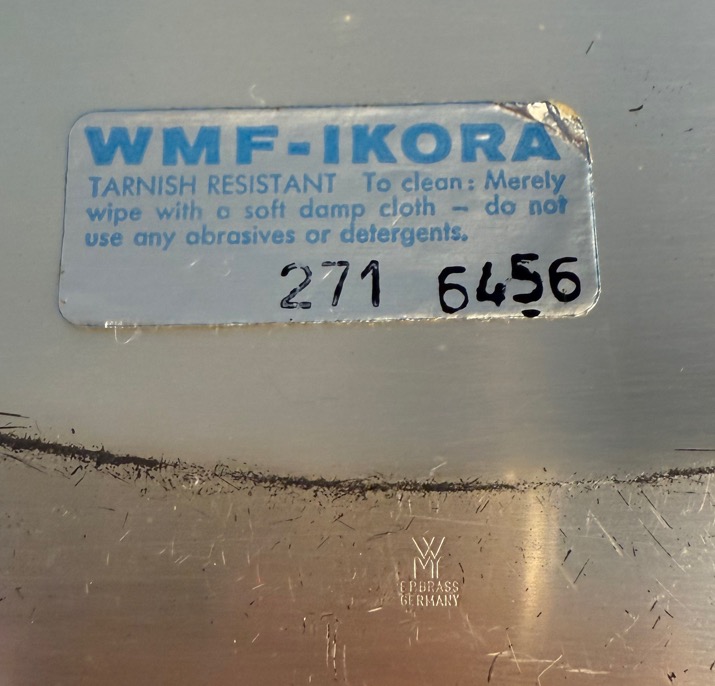 WMF-IKORA
TARNISH RESISTANT To clean: Merely
wipe with a soft damp cloth – do not
use any abrasives or detergents.
271 6456
WMF
E.P.BRASS
GERMANY